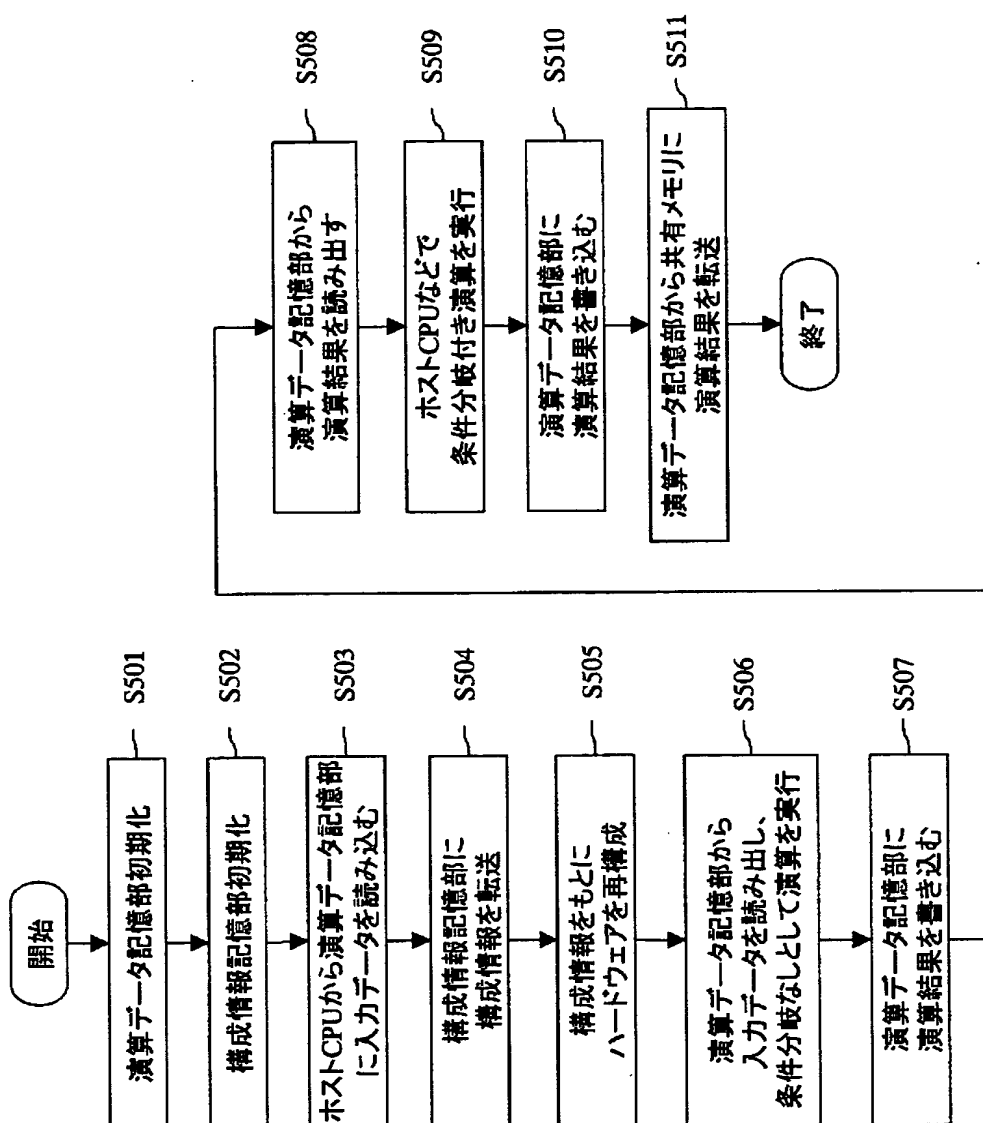 開始
演算データ記憶部初期化
S501
構成情報記憶部初期化
S502
ホストCPUから演算データ記憶部
に入力データを読み込む
S503
構成情報記憶部に
構成情報を転送
S504
構成情報をもとに
ハードウェアを再構成
S505
演算データ記憶部から
入力データを読み出し、
条件分岐なしとして演算を実行
S506
演算データ記憶部に
演算結果を書き込む
S507
演算データ記憶部から
演算結果を読み出す
S508
ホストCPUなどで
条件分岐付き演算を実行
S509
演算データ記憶部に
演算結果を書き込む
S510
演算データ記憶部から共有メモリに
演算結果を転送
S511
終了